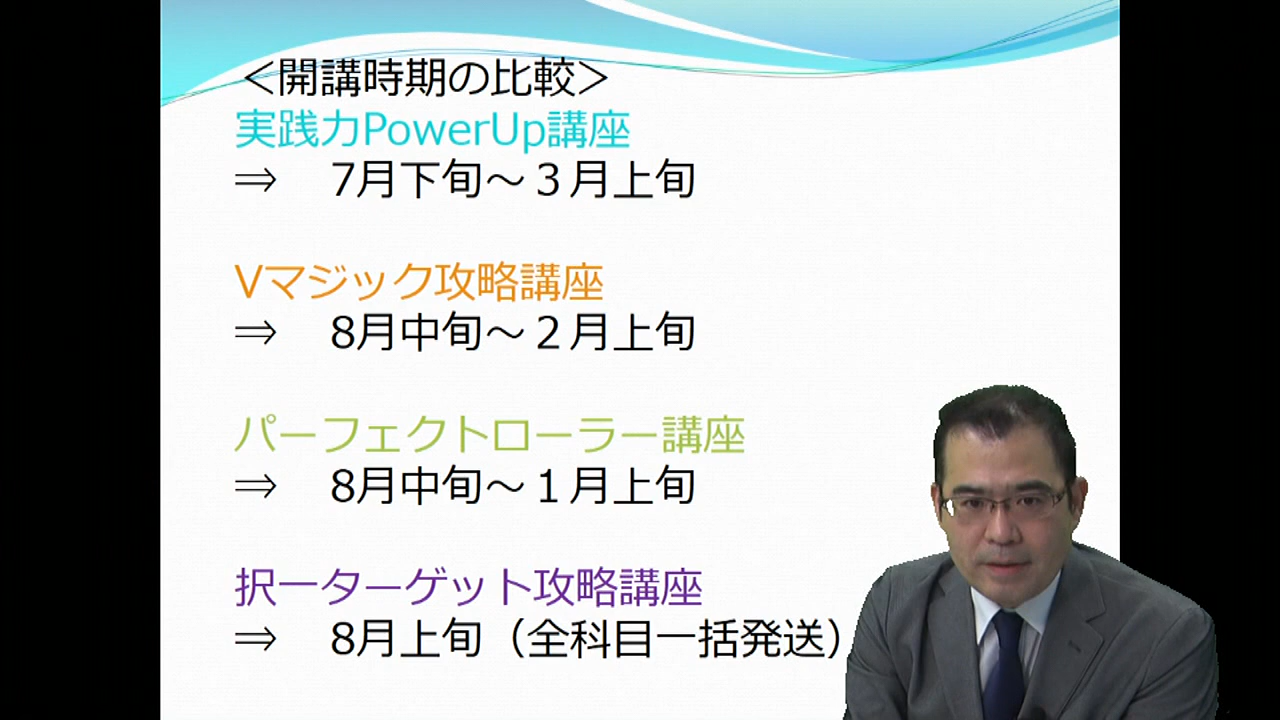 ＜開講時期の比較＞
実践力PowerUp講座
⇒　7月下旬～３月上旬
Vマジック攻略講座
⇒　8月中旬～２月上旬
パーフェクトローラー講座
⇒　8月中旬～１月上旬
択一ターゲット攻略講座
⇒　8月上旬（全科目一括発送）